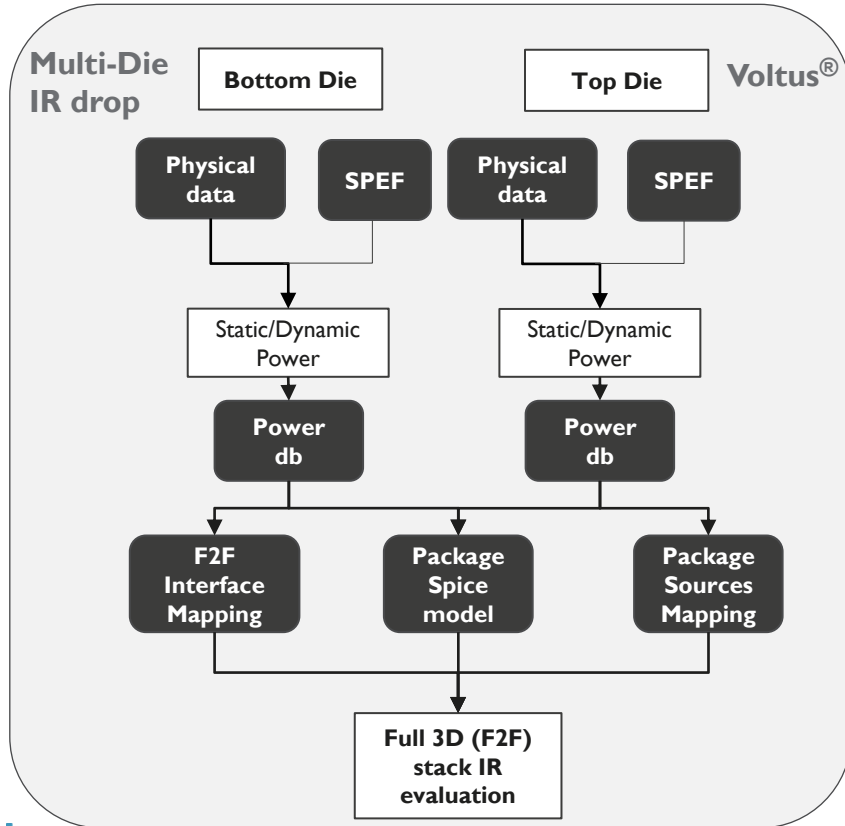 Multi-Die
IR drop
Bottom Die
Top Die
Voltus®
Physical
data
SPEF
Physical
data
SPEF
Static/Dynamic
Power
Static/Dynamic
Power
Power
db
Power
db
F2F
Interface
Mapping
Package
Spice
model
Package
Sources
Mapping
Full 3D (F2F)
stack IR
evaluation